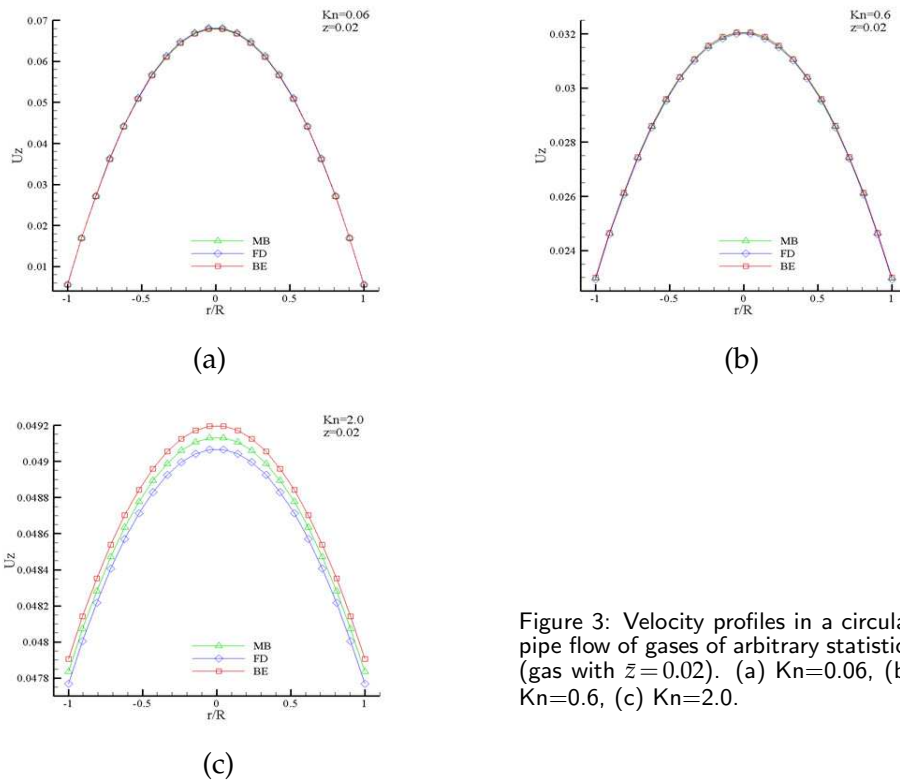 Kn=0.06
z=0.02
0.07
0.06
0.05
0.04
0.03
0.02
0.01
Uz
MB
FD
BE
-1
-0.5
0
0.5
1
r/R
(a)
Kn=0.6
z=0.02
0.032
0.03
0.028
0.026
0.024
Uz
MB
FD
BE
-1
-0.5
0
0.5
1
r/R
(b)
Kn=2.0
z=0.02
0.0492
0.049
0.0488
0.0486
0.0484
0.0482
0.048
0.0478
Uz
MB
FD
BE
-1
-0.5
0
0.5
1
r/R
(c)
Figure 3: Velocity profiles in a circula
pipe flow of gases of arbitrary statistic
(gas with z̄=0.02). (a) Kn=0.06, (b
Kn=0.6, (c) Kn=2.0.